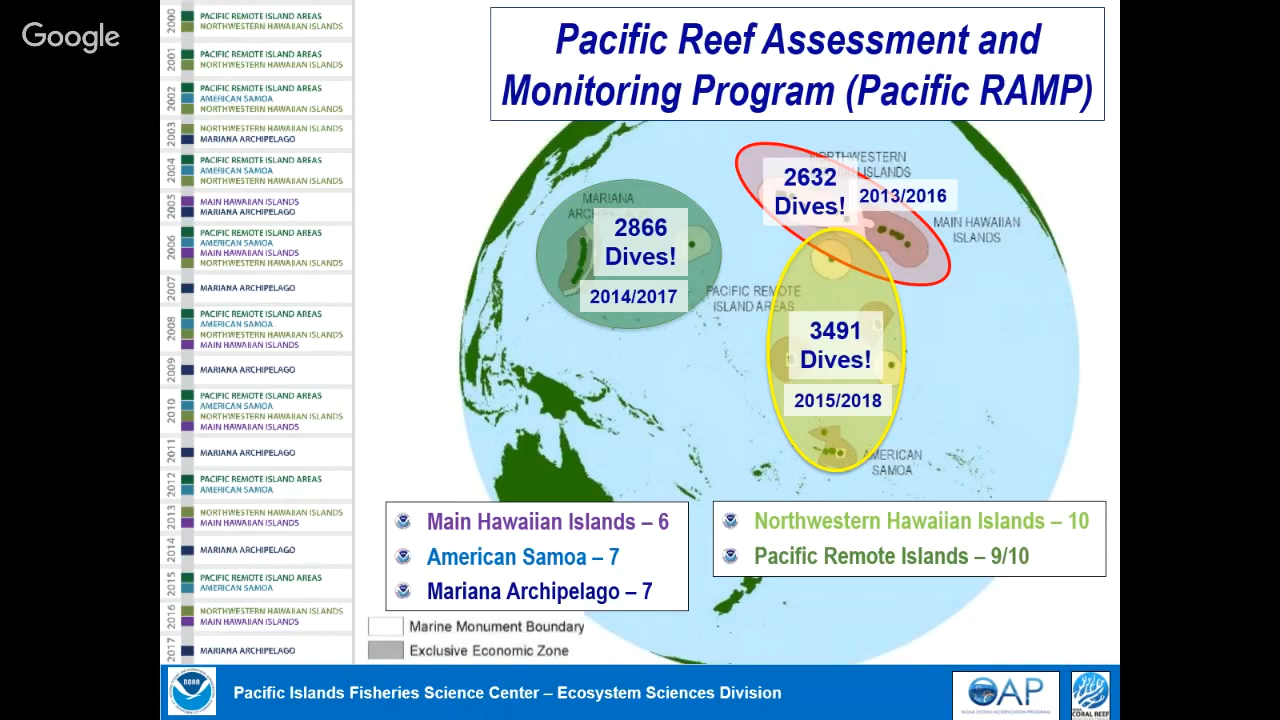 Google
Pacific Reef Assessment and
Monitoring Program (Pacific RAMP)
2000
PACIFIC REMOTE ISLAND AREAS
NORTHWESTERN HAWAIIAN ISLANDS
2001
PACIFIC REMOTE ISLAND AREAS
NORTHWESTERN HAWAIIAN ISLANDS
2002
PACIFIC REMOTE ISLAND AREAS
AMERICAN SAMOA
NORTHWESTERN HAWAIIAN ISLANDS
2003
NORTHWESTERN HAWAIIAN ISLANDS
MARIANA ARCHIPELAGO
2004
PACIFIC REMOTE ISLAND AREAS
AMERICAN SAMOA
NORTHWESTERN HAWAIIAN ISLANDS
2005
MAIN HAWAIIAN ISLANDS
MARIANA ARCHIPELAGO
2006
PACIFIC REMOTE ISLAND AREAS
AMERICAN SAMOA
MAIN HAWAIIAN ISLANDS
NORTHWESTERN HAWAIIAN ISLANDS
2007
MARIANA ARCHIPELAGO
2008
PACIFIC REMOTE ISLAND AREAS
AMERICAN SAMOA
NORTHWESTERN HAWAIIAN ISLANDS
MAIN HAWAIIAN ISLANDS
2009
MARIANA ARCHIPELAGO
2010
PACIFIC REMOTE ISLAND AREAS
AMERICAN SAMOA
NORTHWESTERN HAWAIIAN ISLANDS
MAIN HAWAIIAN ISLANDS
2011
MARIANA ARCHIPELAGO
2012
PACIFIC REMOTE ISLAND AREAS
AMERICAN SAMOA
2013
NORTHWESTERN HAWAIIAN ISLANDS
MAIN HAWAIIAN ISLANDS
2014
MARIANA ARCHIPELAGO
2015
PACIFIC REMOTE ISLAND AREAS
AMERICAN SAMOA
2016
NORTHWESTERN HAWAIIAN ISLANDS
MAIN HAWAIIAN ISLANDS
2017
MARIANA ARCHIPELAGO
MARIANA
2866
Dives!
2014/2017
2632
Dives!
2013/2016
MAIN HAWAIIAN
ISLANDS
PACIFIC REMOTE
ISLAND AREAS
3491
Dives!
2015/2018
AMERICAN
SAMOA
Main Hawaiian Islands – 6
American Samoa – 7
Mariana Archipelago – 7
Northwestern Hawaiian Islands – 10
Pacific Remote Islands – 9/10
Marine Monument Boundary
Exclusive Economic Zone
NOAA
Pacific Islands Fisheries Science Center – Ecosystem Sciences Division
OAP
NOAA OCEAN ACIDIFICATION PROGRAM
CORAL REEF